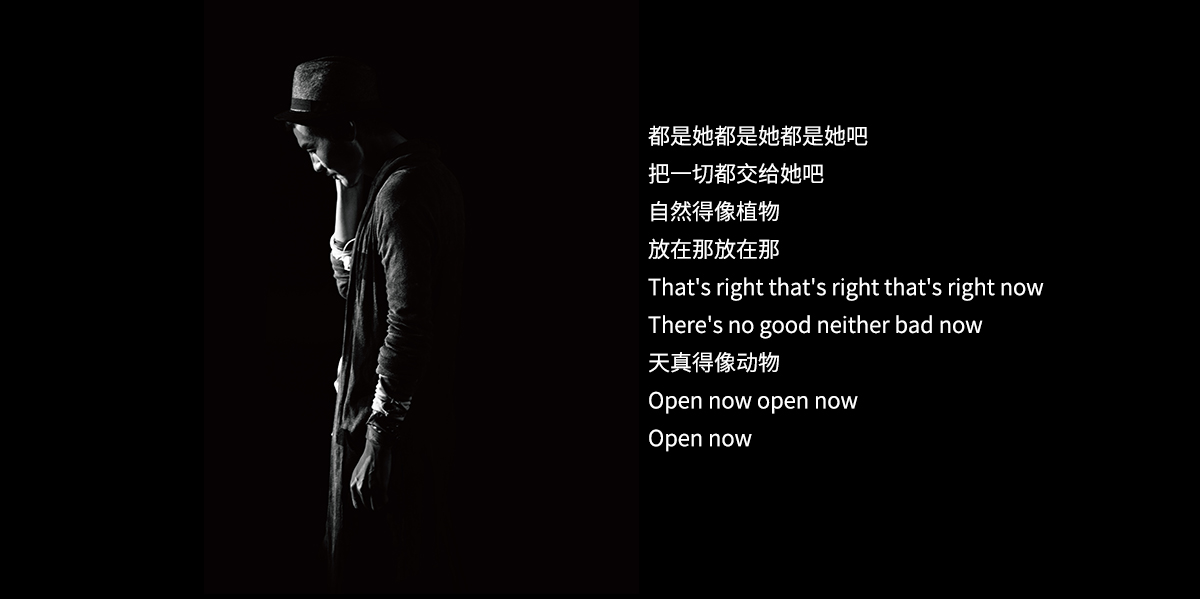 都是她都是她都是她吧
把一切都交给她吧
自然得像植物
放在那放在那
That's right that's right that's right now
There's no good neither bad now
天真得像动物
Open now open now
Open now